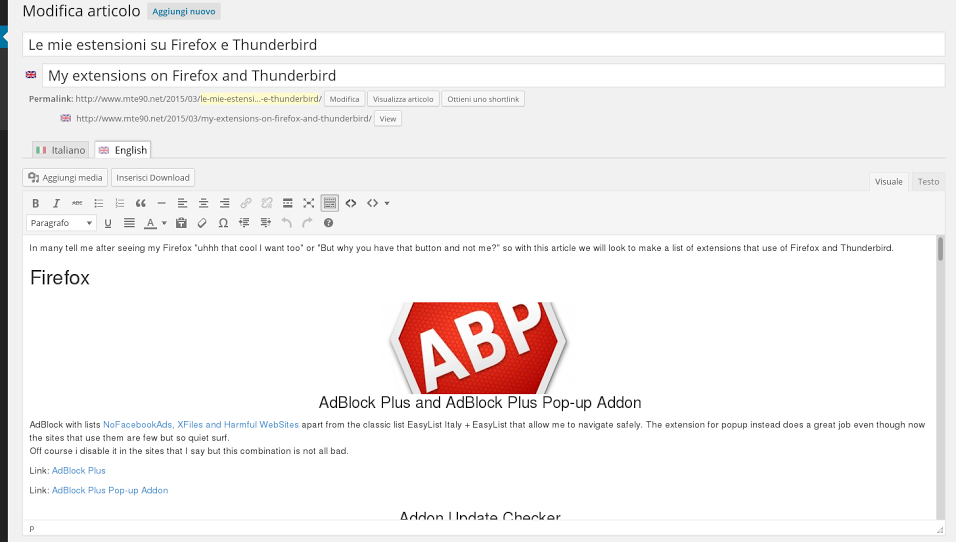 Modifica articolo Aggiungi nuovo
Le mie estensioni su Firefox e Thunderbird
My extensions on Firefox and Thunderbird
Permalink: http://www.mte90.net/2015/03/le-mie-estensi...-e-thunderbird/ Modifica Visualizza articolo Ottieni uno shortlink
http://www.mte90.net/2015/03/my-extensions-on-firefox-and-thunderbird/ View
Italiano English
Aggiungi media Inserisci Download
Visuale Testo
B I ABC
Paragrafo U A Ω
In many tell me after seeing my Firefox "uhhh that cool I want too" or "But why you have that button and not me?" so with this article we will look to make a list of extensions that use of Firefox and Thunderbird.
Firefox
ABP
AdBlock Plus and AdBlock Plus Pop-up Addon
AdBlock with lists NoFacebookAds, XFiles and Harmful WebSites apart from the classic list EasyList Italy + EasyList that allow me to navigate safely. The extension for popup instead does a great job even though now
the sites that use them are few but so quiet surf.
Off course i disable it in the sites that I say but this combination is not all bad.
Link: AdBlock Plus
Link: AdBlock Plus Pop-up Addon
Addon Update Checker
p